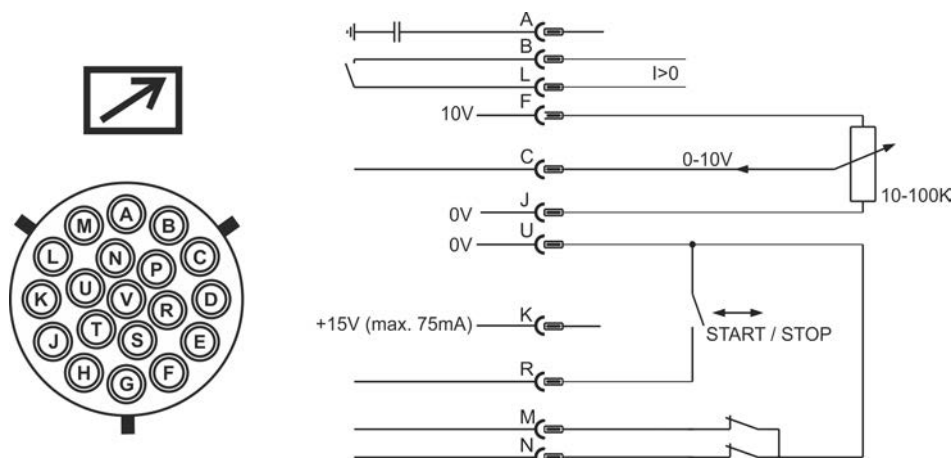 A
B
L
I>0
F
10V
C
0-10V
10-100K
J
0V
U
0V
K
+15V (max. 75mA)
START / STOP
R
M
N
A
M
B
L
N
P
C
K
U
V
R
D
J
T
S
E
H
G
F